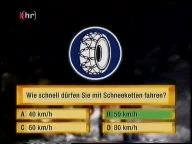 hr
Wie schnell dürfen Sie mit Schneeketten fahren?
A: 40 km/h
B: 50 km/h
C: 60 km/h
D: 80 km/h